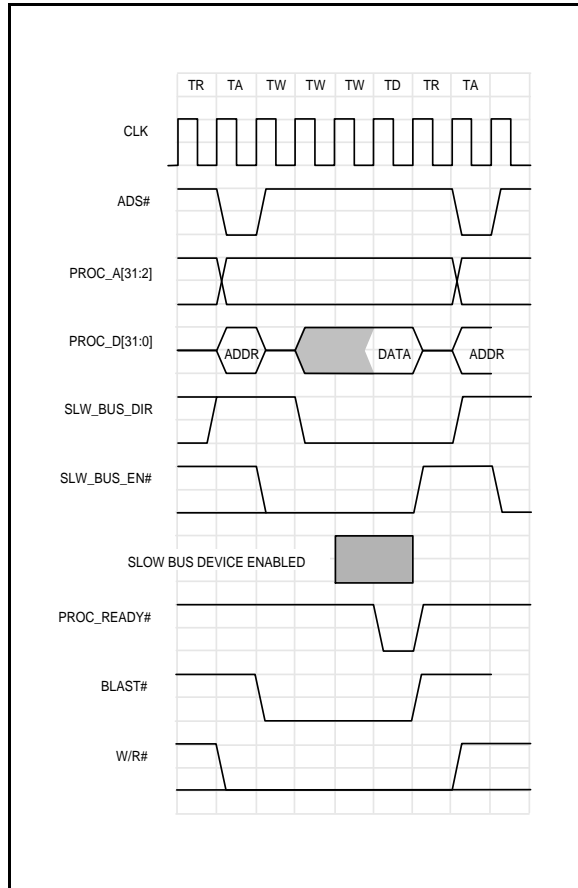 TR TA TW TW TW TD TR TA
CLK
ADS#
PROC_A[31:2]
PROC_D[31:0] ADDR DATA ADDR
SLW_BUS_DIR
SLW_BUS_EN#
SLOW BUS DEVICE ENABLED
PROC_READY#
BLAST#
W/R#